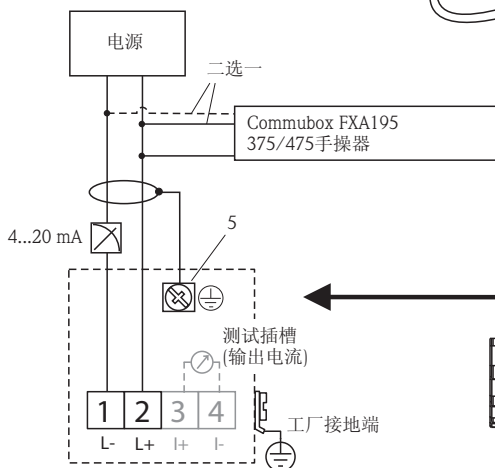 电源
二选一
Commubox FXA195
375/475手操器
4...20 mA
5
测试插槽
(输出电流)
1 2 3 4
L- L+ I+ I-
工厂接地端